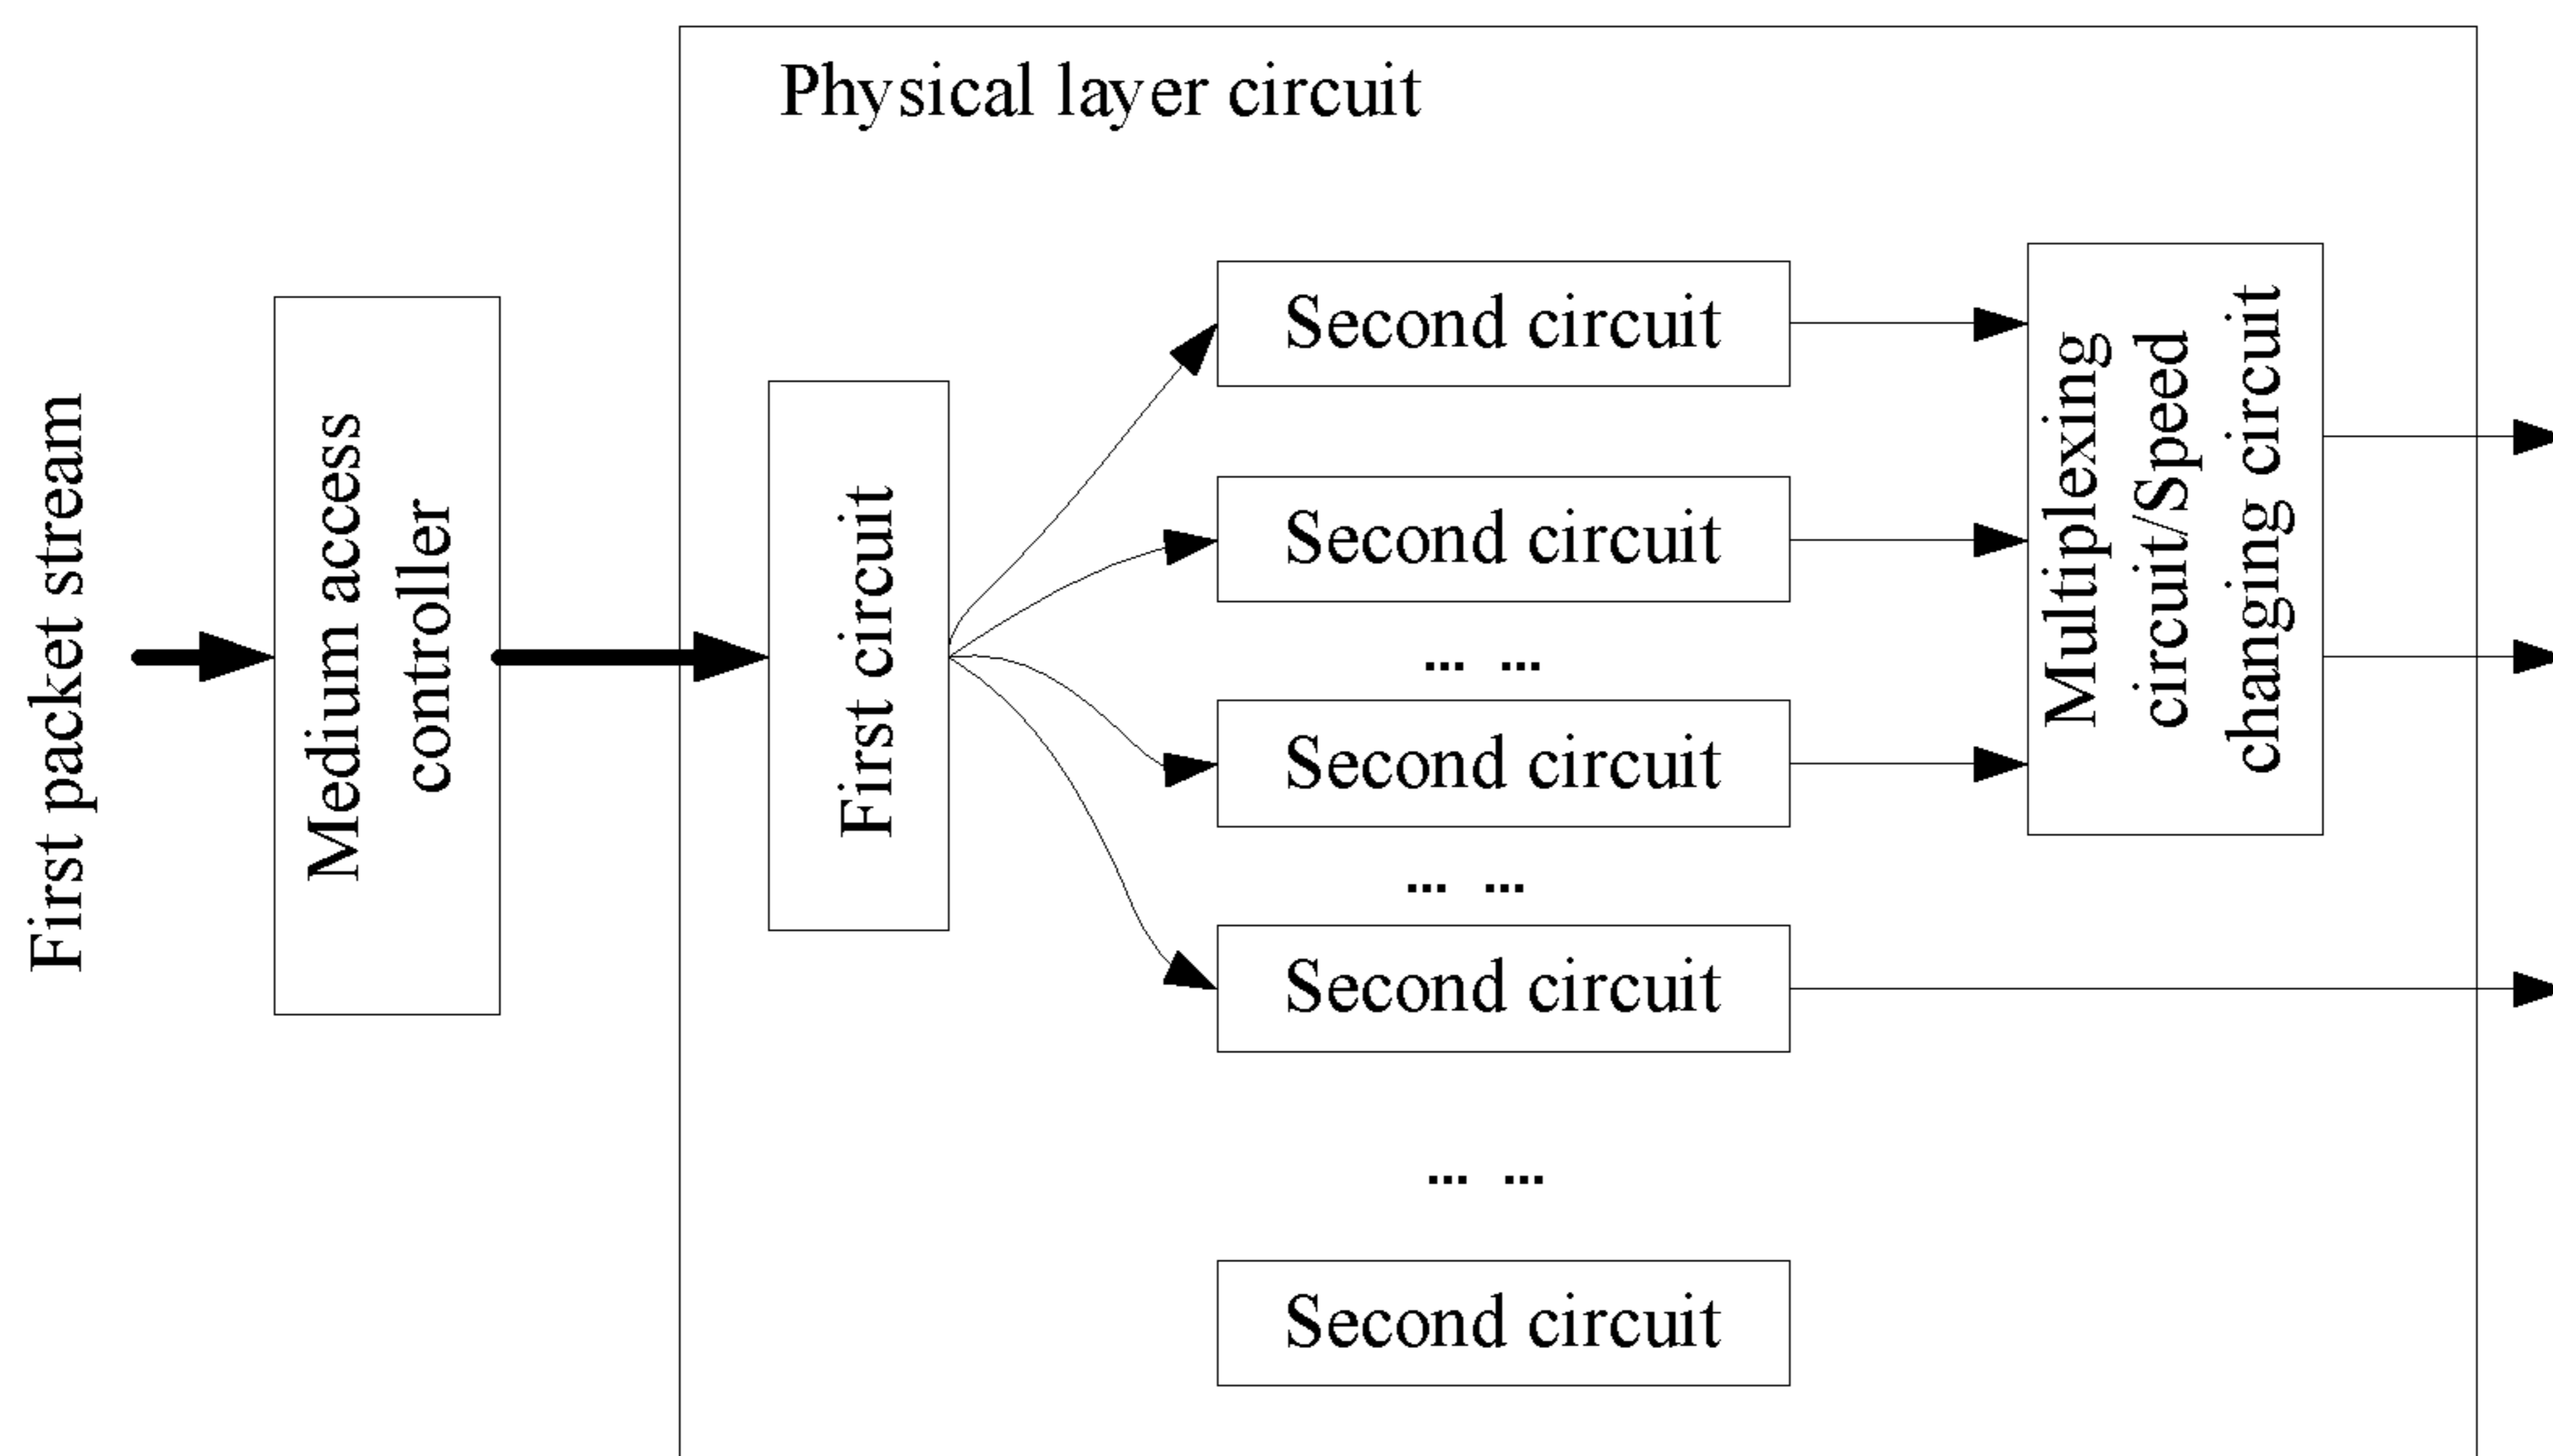 Physical layer circuit
First packet stream
Medium access
controller
First circuit
Second circuit
Second circuit
... ...
Second circuit
... ...
Second circuit
... ...
Second circuit
Multiplexing
circuit/Speed
changing circuit